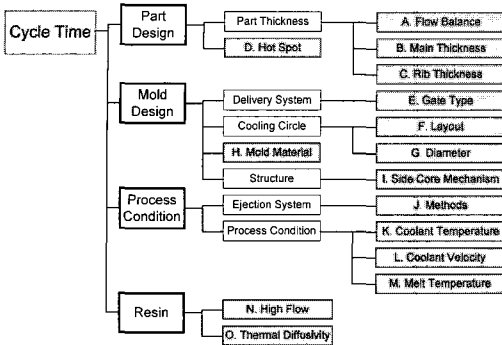 Cycle Time
Part
Design
Part Thickness
A. Flow Balance
B. Main Thickness
C. Rib Thickness
D. Hot Spot
Mold
Design
Delivery System
E. Gate Type
Cooling Circle
F. Layout
G. Diameter
H. Mold Material
Structure
I. Side Core Mechanism
Process
Condition
Ejection System
J. Methods
Process Condition
K. Coolant Temperature
L. Coolant Velocity
M. Melt Temperature
Resin
N. High Flow
O. Thermal Diffusivity